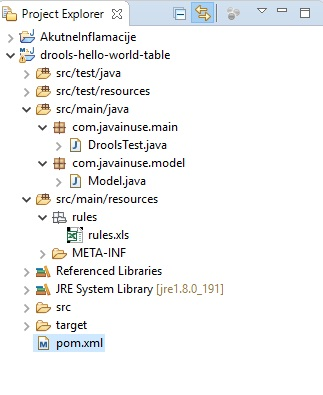 Project Explorer
AkutneInflamacije
drools-hello-world-table
src/test/java
src/test/resources
src/main/java
com.javainuse.main
DroolsTest.java
com.javainuse.model
Model.java
src/main/resources
rules
rules.xls
META-INF
Referenced Libraries
JRE System Library [jre1.8.0_191]
src
target
pom.xml